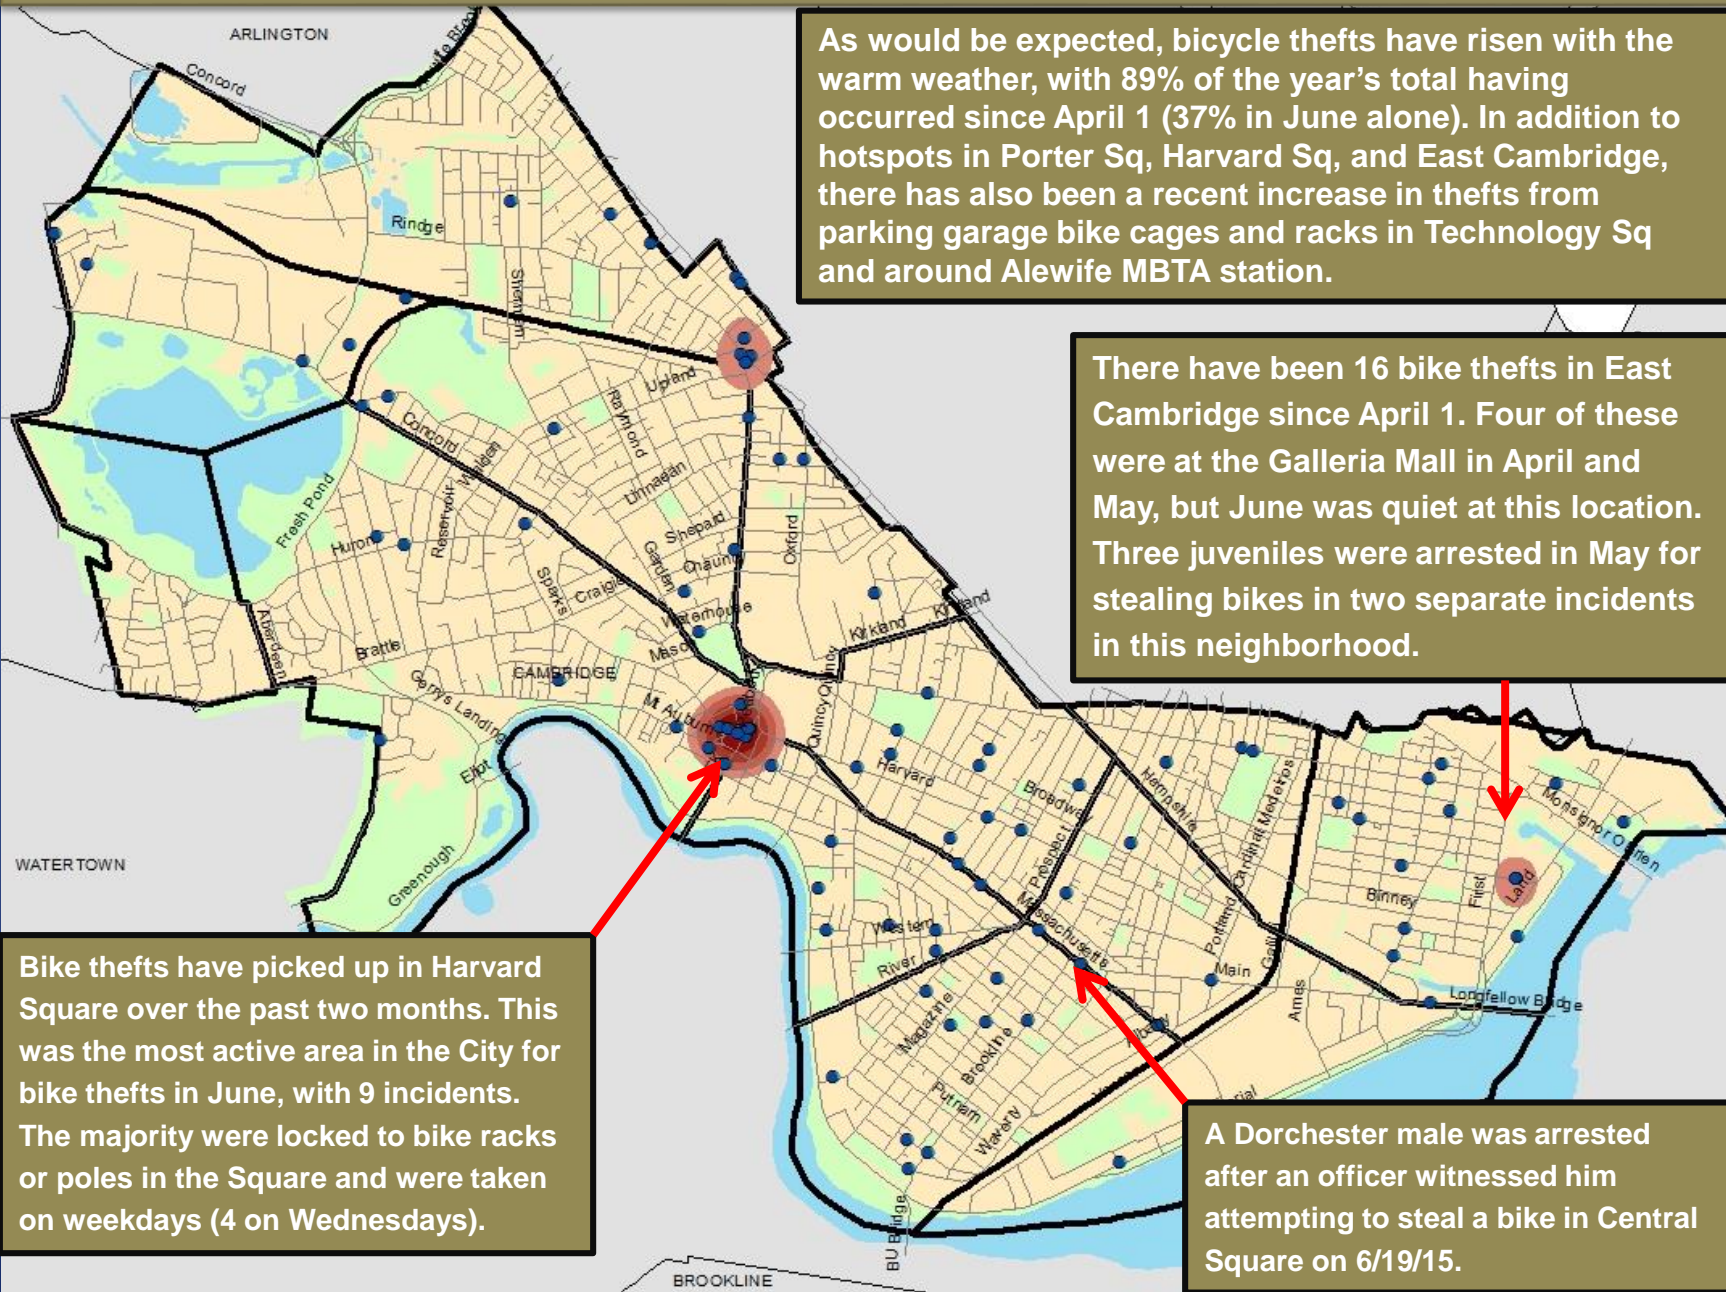 ARLINGTON
Concord
As would be expected, bicycle thefts have risen with the
warm weather, with 89% of the year's total having
occurred since April 1 (37% in June alone). In addition to
hotspots in Porter Sq, Harvard Sq, and East Cambridge,
there has also been a recent increase in thefts from
parking garage bike cages and racks in Technology Sq
and around Alewife MBTA station.
Rindge
Sherman
There have been 16 bike thefts in East
Cambridge since April 1. Four of these
were at the Galleria Mall in April and
May, but June was quiet at this location.
Three juveniles were arrested in May for
stealing bikes in two separate incidents
in this neighborhood.
Upland
Raymond
Concord
Walden
Linnaean
Reservoir
Fresh Pond
Huron
Shepard
Oxford
Garden
Chauncy
Sparks
Craigie
Waterhouse
Kirkland
Kirkland
Aberdeen
Brattle
Mason
CAMBRIDGE
Quincy
Quincy
Gerrys Landing
Mt Auburn
Eliot
Harvard
Broadway
Hampshire
Cardinal Medeiros
Monsignor O'Brien
WATERTOWN
Greenough
Prospect
Binney
First
Land
Massachusetts
Portland
Western
River
Main
Ames
Longfellow Bridge
Magazine
Brookline
Albany
Putnam
Waverly
Bike thefts have picked up in Harvard
Square over the past two months. This
was the most active area in the City for
bike thefts in June, with 9 incidents.
The majority were locked to bike racks
or poles in the Square and were taken
on weekdays (4 on Wednesdays).
A Dorchester male was arrested
after an officer witnessed him
attempting to steal a bike in Central
Square on 6/19/15.
BU Bridge
BROOKLINE